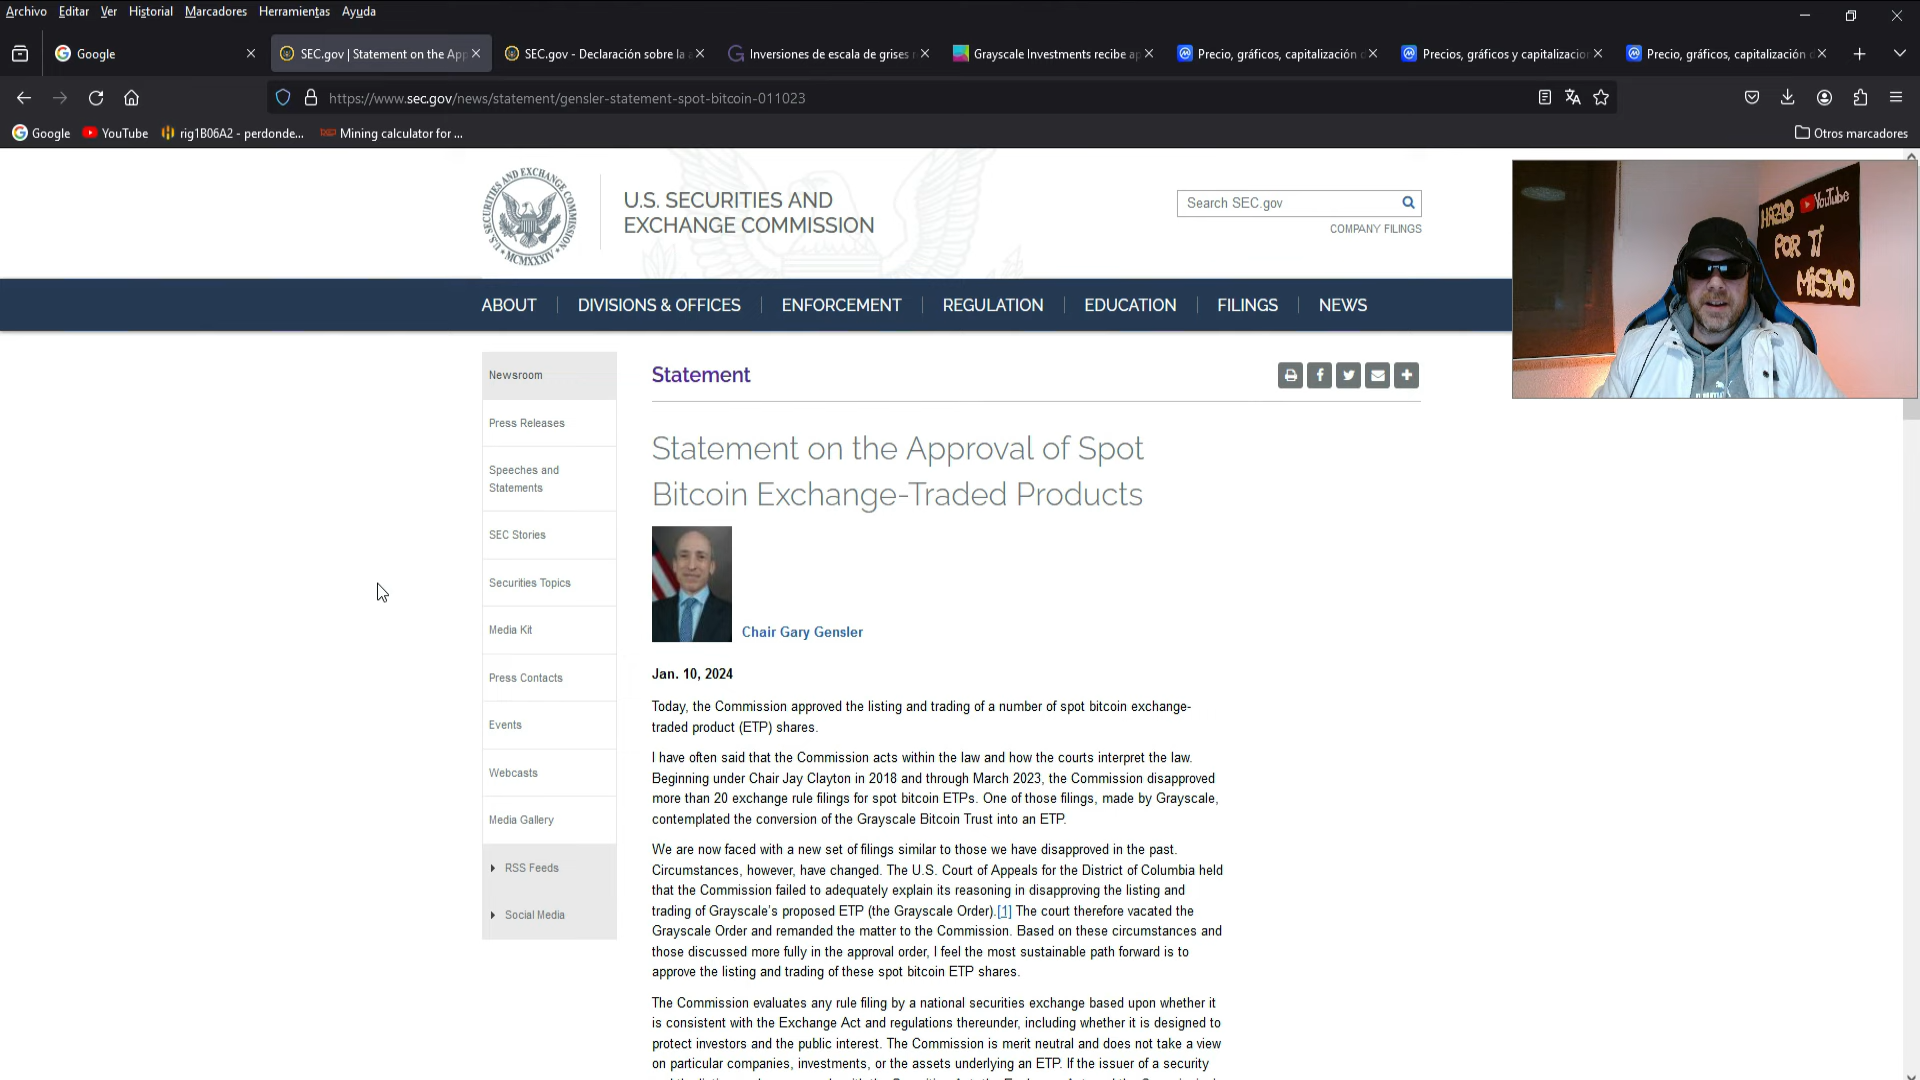 Archivo Editar Ver Historial Marcadores Herramientas Ayuda
Google
SEC.gov | Statement on the App
SEC.gov - Declaración sobre la a
Inversiones de escala de grises r
Grayscale Investments recibe ap
Precio, gráficos, capitalización d
Precios, gráficos y capitalizacion
Precio, gráficos, capitalización d
https://www.sec.gov/news/statement/gensler-statement-spot-bitcoin-011023
Google YouTube rig1B06A2 - perdonde... Mining calculator for ... Otros marcadores
SECURITIES AND EXCHANGE COMMISSION
U.S.
MCMXXXIV
U.S. SECURITIES AND
EXCHANGE COMMISSION
Search SEC.gov
COMPANY FILINGS
HAZLO YouTube
POR TI
MISMO
ABOUT DIVISIONS & OFFICES ENFORCEMENT REGULATION EDUCATION FILINGS NEWS
Newsroom
Press Releases
Speeches and
Statements
SEC Stories
Securities Topics
Media Kit
Press Contacts
Events
Webcasts
Media Gallery
RSS Feeds
Social Media
Statement
Statement on the Approval of Spot
Bitcoin Exchange-Traded Products
Chair Gary Gensler
Jan. 10, 2024
Today, the Commission approved the listing and trading of a number of spot bitcoin exchange-
traded product (ETP) shares.
I have often said that the Commission acts within the law and how the courts interpret the law.
Beginning under Chair Jay Clayton in 2018 and through March 2023, the Commission disapproved
more than 20 exchange rule filings for spot bitcoin ETPs. One of those filings, made by Grayscale,
contemplated the conversion of the Grayscale Bitcoin Trust into an ETP.
We are now faced with a new set of filings similar to those we have disapproved in the past.
Circumstances, however, have changed. The U.S. Court of Appeals for the District of Columbia held
that the Commission failed to adequately explain its reasoning in disapproving the listing and
trading of Grayscale's proposed ETP (the Grayscale Order).[1] The court therefore vacated the
Grayscale Order and remanded the matter to the Commission. Based on these circumstances and
those discussed more fully in the approval order, I feel the most sustainable path forward is to
approve the listing and trading of these spot bitcoin ETP shares.
The Commission evaluates any rule filing by a national securities exchange based upon whether it
is consistent with the Exchange Act and regulations thereunder, including whether it is designed to
protect investors and the public interest. The Commission is merit neutral and does not take a view
on particular companies, investments, or the assets underlying an ETP. If the issuer of a security